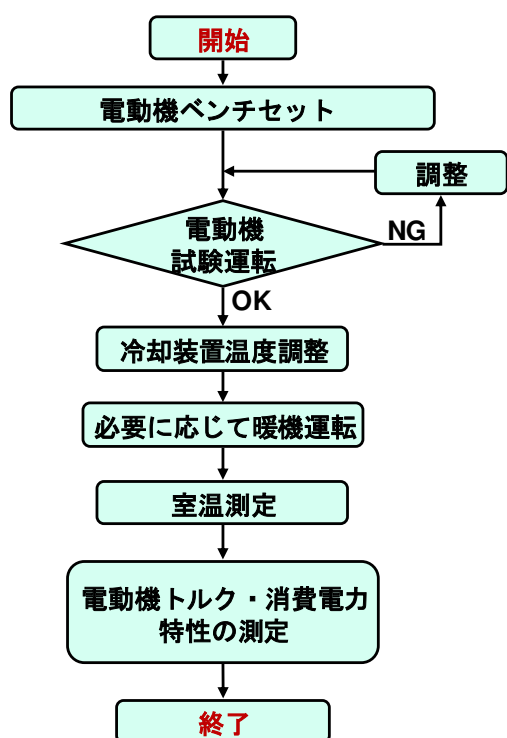 開始
電動機ベンチセット
調整
電動機
試験運転
NG
OK
冷却装置温度調整
必要に応じて暖機運転
室温測定
電動機トルク・消費電力
特性の測定
終了